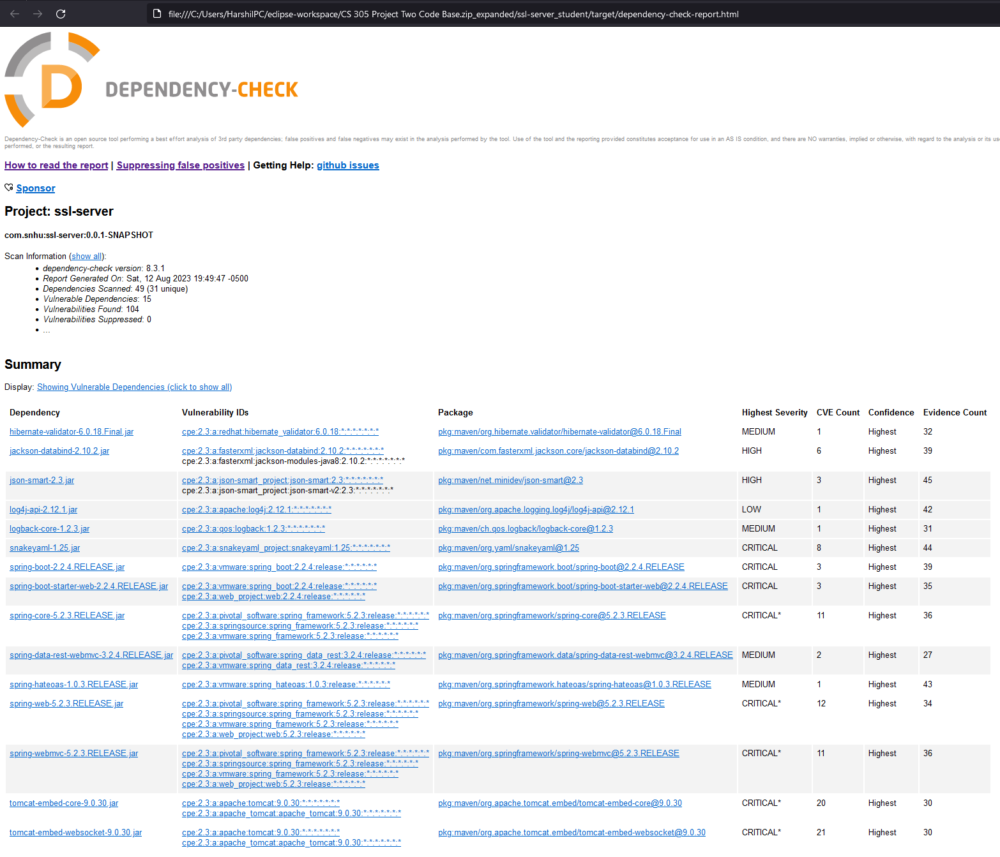 file:///C:/Users/HarshilPC/eclipse-workspace/CS 305 Project Two Code Base.zip_expanded/ssl-server_student/target/dependency-check-report.html
D
DEPENDENCY-CHECK
Dependency-Check is an open source tool performing a best effort analysis of 3rd party dependencies; false positives and false negatives may exist in the analysis performed by the tool. Use of the tool and the reporting provided constitutes acceptance for use in an AS IS condition, and there are NO warranties, implied or otherwise, with regard to the analysis or its us
performed, or the resulting report.
How to read the report | Suppressing false positives | Getting Help: github issues
Sponsor
Project: ssl-server
com.snhu:ssl-server:0.0.1-SNAPSHOT
Scan Information (show all):
• dependency-check version: 8.3.1
• Report Generated On: Sat, 12 Aug 2023 19:49:47 -0500
• Dependencies Scanned: 49 (31 unique)
• Vulnerable Dependencies: 15
• Vulnerabilities Found: 104
• Vulnerabilities Suppressed: 0
• ...
Summary
Display: Showing Vulnerable Dependencies (click to show all)
Dependency Vulnerability IDs Package Highest Severity CVE Count Confidence Evidence Count
hibernate-validator-6.0.18.Final.jar cpe:2.3:a:redhat:hibernate_validator:6.0.18:*:*:*:*:*:*:* pkg:maven/org.hibernate.validator/hibernate-validator@6.0.18.Final MEDIUM 1 Highest 32
jackson-databind-2.10.2.jar cpe:2.3:a:fasterxml:jackson-databind:2.10.2:*:*:*:*:*:*:* pkg:maven/com.fasterxml.jackson.core/jackson-databind@2.10.2 HIGH 6 Highest 39
cpe:2.3:a:fasterxml:jackson-modules-java8:2.10.2:*:*:*:*:*:*:*
json-smart-2.3.jar cpe:2.3:a:json-smart_project:json-smart:2.3:*:*:*:*:*:*:* pkg:maven/net.minidev/json-smart@2.3 HIGH 3 Highest 45
cpe:2.3:a:json-smart_project:json-smart-v2:2.3:*:*:*:*:*:*:*
log4j-api-2.12.1.jar cpe:2.3:a:apache:log4j:2.12.1:*:*:*:*:*:*:* pkg:maven/org.apache.logging.log4j/log4j-api@2.12.1 LOW 1 Highest 42
logback-core-1.2.3.jar cpe:2.3:a:qos:logback:1.2.3:*:*:*:*:*:*:* pkg:maven/ch.qos.logback/logback-core@1.2.3 MEDIUM 1 Highest 31
snakeyaml-1.25.jar cpe:2.3:a:snakeyaml_project:snakeyaml:1.25:*:*:*:*:*:*:* pkg:maven/org.yaml/snakeyaml@1.25 CRITICAL 8 Highest 44
spring-boot-2.2.4.RELEASE.jar cpe:2.3:a:vmware:spring_boot:2.2.4:release:*:*:*:*:*:* pkg:maven/org.springframework.boot/spring-boot@2.2.4.RELEASE CRITICAL 3 Highest 39
spring-boot-starter-web-2.2.4.RELEASE.jar cpe:2.3:a:vmware:spring_boot:2.2.4:release:*:*:*:*:*:* pkg:maven/org.springframework.boot/spring-boot-starter-web@2.2.4.RELEASE CRITICAL 3 Highest 35
cpe:2.3:a:web_project:web:2.2.4:release:*:*:*:*:*:*
spring-core-5.2.3.RELEASE.jar cpe:2.3:a:pivotal_software:spring_framework:5.2.3:release:*:*:*:*:*:* pkg:maven/org.springframework/spring-core@5.2.3.RELEASE CRITICAL* 11 Highest 36
cpe:2.3:a:springsource:spring_framework:5.2.3:release:*:*:*:*:*:*
cpe:2.3:a:vmware:spring_framework:5.2.3:release:*:*:*:*:*:*
spring-data-rest-webmvc-3.2.4.RELEASE.jar cpe:2.3:a:pivotal_software:spring_data_rest:3.2.4:release:*:*:*:*:*:* pkg:maven/org.springframework.data/spring-data-rest-webmvc@3.2.4.RELEASE MEDIUM 2 Highest 27
cpe:2.3:a:vmware:spring_data_rest:3.2.4:release:*:*:*:*:*:*
spring-hateoas-1.0.3.RELEASE.jar cpe:2.3:a:vmware:spring_hateoas:1.0.3:release:*:*:*:*:*:* pkg:maven/org.springframework.hateoas/spring-hateoas@1.0.3.RELEASE MEDIUM 1 Highest 43
spring-web-5.2.3.RELEASE.jar cpe:2.3:a:pivotal_software:spring_framework:5.2.3:release:*:*:*:*:*:* pkg:maven/org.springframework/spring-web@5.2.3.RELEASE CRITICAL* 12 Highest 34
cpe:2.3:a:springsource:spring_framework:5.2.3:release:*:*:*:*:*:*
cpe:2.3:a:vmware:spring_framework:5.2.3:release:*:*:*:*:*:*
cpe:2.3:a:web_project:web:5.2.3:release:*:*:*:*:*:*
spring-webmvc-5.2.3.RELEASE.jar cpe:2.3:a:pivotal_software:spring_framework:5.2.3:release:*:*:*:*:*:* pkg:maven/org.springframework/spring-webmvc@5.2.3.RELEASE CRITICAL* 11 Highest 36
cpe:2.3:a:springsource:spring_framework:5.2.3:release:*:*:*:*:*:*
cpe:2.3:a:vmware:spring_framework:5.2.3:release:*:*:*:*:*:*
cpe:2.3:a:web_project:web:5.2.3:release:*:*:*:*:*:*
tomcat-embed-core-9.0.30.jar cpe:2.3:a:apache:tomcat:9.0.30:*:*:*:*:*:*:* pkg:maven/org.apache.tomcat.embed/tomcat-embed-core@9.0.30 CRITICAL* 20 Highest 30
cpe:2.3:a:apache_tomcat:apache_tomcat:9.0.30:*:*:*:*:*:*:*
tomcat-embed-websocket-9.0.30.jar cpe:2.3:a:apache:tomcat:9.0.30:*:*:*:*:*:*:* pkg:maven/org.apache.tomcat.embed/tomcat-embed-websocket@9.0.30 CRITICAL* 21 Highest 30
cpe:2.3:a:apache_tomcat:apache_tomcat:9.0.30:*:*:*:*:*:*:*